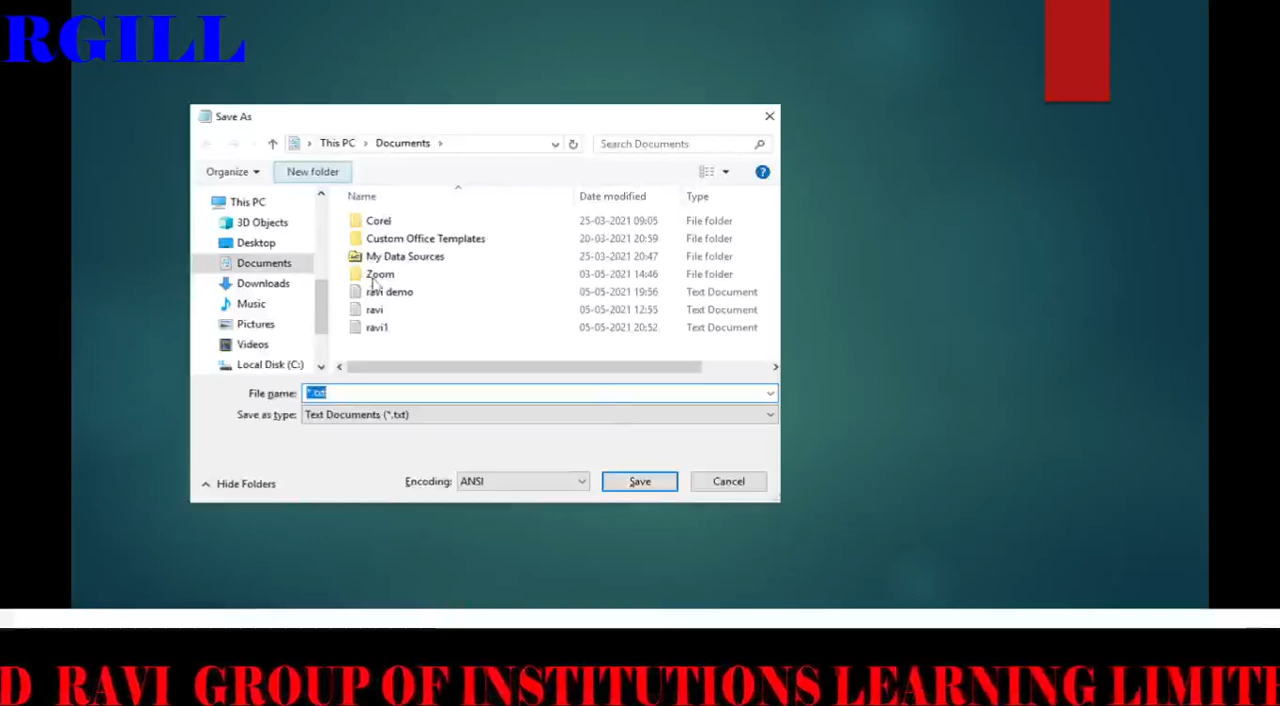 RGILL
Save As
This PC > Documents >
Search Documents
Organize
New folder
Name
Date modified
Type
This PC
3D Objects
Desktop
Documents
Downloads
Music
Pictures
Videos
Local Disk (C:)
Corel 25-03-2021 09:05 File folder
Custom Office Templates 20-03-2021 20:59 File folder
My Data Sources 25-03-2021 20:47 File folder
Zoom 03-05-2021 14:46 File folder
ravi demo 05-05-2021 19:56 Text Document
ravi 05-05-2021 12:55 Text Document
ravi1 05-05-2021 20:52 Text Document
File name: *.txt
Save as type: Text Documents (*.txt)
Hide Folders
Encoding: ANSI
Save
Cancel
D RAVI GROUP OF INSTITUTIONS LEARNING LIMITE